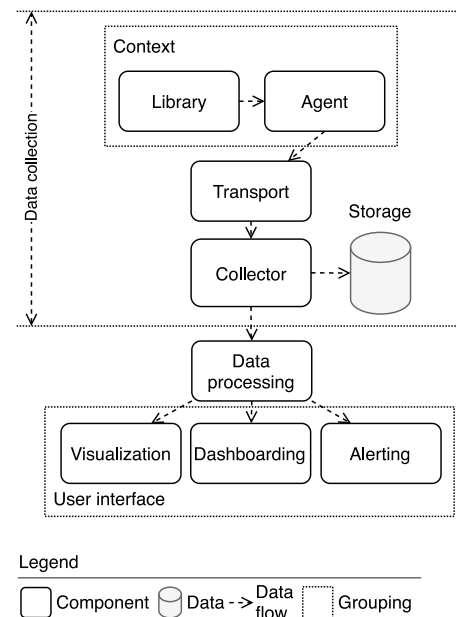 Context
Library
Agent
Data collection
Transport
Storage
Collector
Data
processing
Visualization
Dashboarding
Alerting
User interface
Legend
Component
Data
Data
flow
Grouping